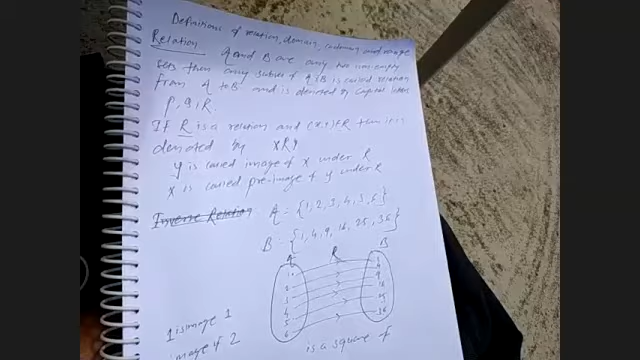 Definitions of relation, domain, codomain and range
Relation A and B are any two non-empty
sets then any subset of AxB is called relation
from A to B and is denoted by capital letters
P, Q, R.
If R is a relation and (x,y)∈R then it is
denoted by xRy
y is called image of x under R
x is called pre-image of y under R
Inverse Relation A = {1, 2, 3, 4, 5, 6}
B = {1, 4, 9, 16, 25, 36}
A R B
1 1
2 4
3 9
4 16
5 25
6 36
1 is image 1
image of 2
is a square of